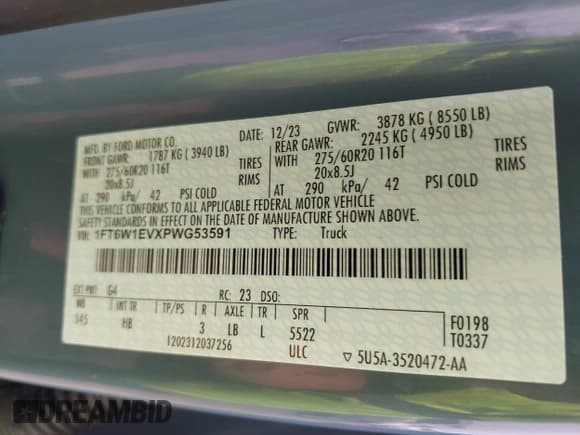 MFD. BY FORD MOTOR CO.
DATE: 12/23 GVWR: 3878 KG ( 8550 LB)
FRONT GAWR: 1787 KG ( 3940 LB)
REAR GAWR: 2245 KG ( 4950 LB)
WITH 275/60R20 116T TIRES
WITH 275/60R20 116T TIRES
20x8.5J RIMS
20x8.5J RIMS
AT 290 kPa/ 42 PSI COLD
AT 290 kPa/ 42 PSI COLD
THIS VEHICLE CONFORMS TO ALL APPLICABLE FEDERAL MOTOR VEHICLE
SAFETY STANDARDS IN EFFECT ON THE DATE OF MANUFACTURE SHOWN ABOVE.
VIN: 1FT6W1EVXPWG53591 TYPE: Truck
EXT PNT: G4 RC: 23 DSO:
WB INT TR TP/PS R AXLE TR SPR
145 HB 3 LB L 5522
F0198
T0337
I202312037256 ULC
5U5A-3520472-AA
DREAMBID